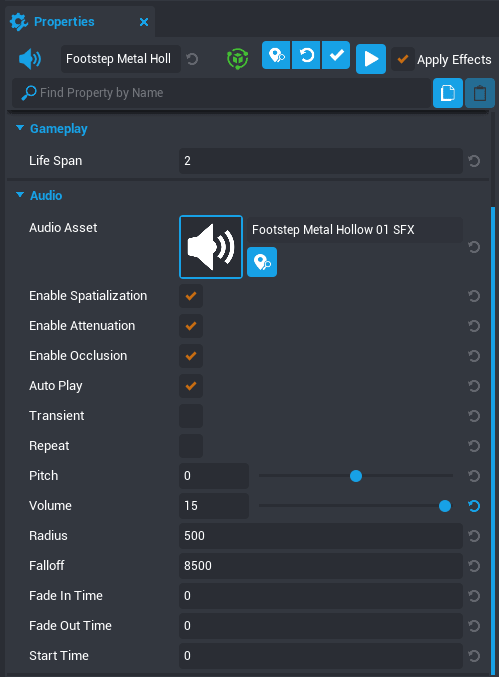 Properties
Footstep Metal Holl
Apply Effects
Find Property by Name
Gameplay
Life Span 2
Audio
Audio Asset Footstep Metal Hollow 01 SFX
Enable Spatialization
Enable Attenuation
Enable Occlusion
Auto Play
Transient
Repeat
Pitch 0
Volume 15
Radius 500
Falloff 8500
Fade In Time 0
Fade Out Time 0
Start Time 0